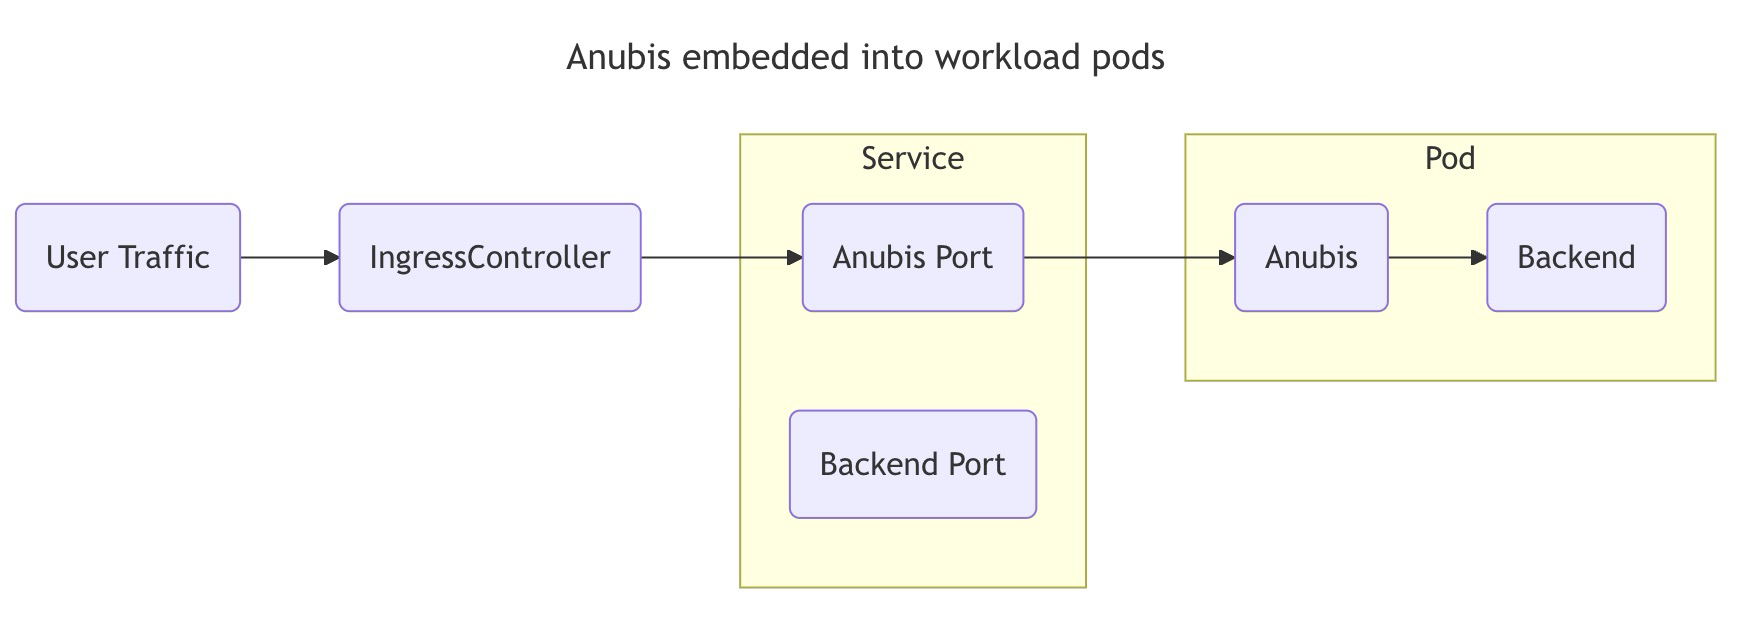 Anubis embedded into workload pods
Service
Pod
User Traffic
IngressController
Anubis Port
Anubis
Backend
Backend Port